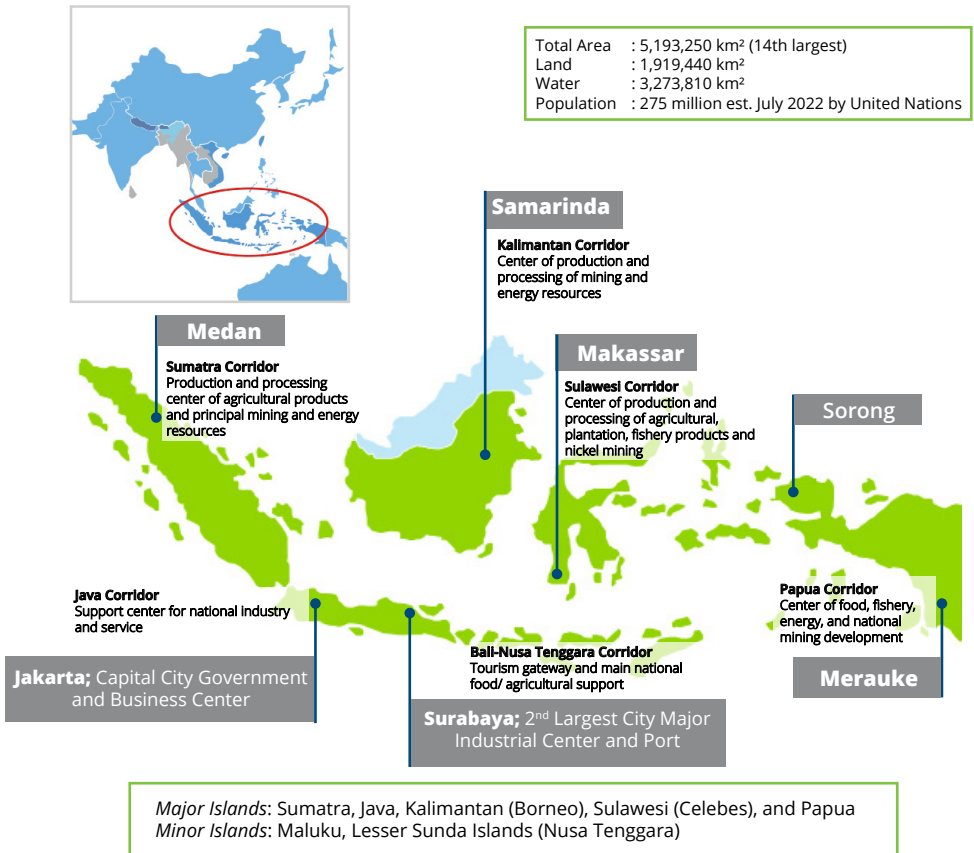 Total Area : 5,193,250 km² (14th largest)
Land : 1,919,440 km²
Water : 3,273,810 km²
Population : 275 million est. July 2022 by United Nations
Samarinda
Kalimantan Corridor
Center of production and
processing of mining and
energy resources
Medan
Sumatra Corridor
Production and processing
center of agricultural products
and principal mining and energy
resources
Makassar
Sulawesi Corridor
Center of production and
processing of agricultural,
plantation, fishery products and
nickel mining
Sorong
Java Corridor
Support center for national industry
and service
Papua Corridor
Center of food, fishery,
energy, and national
mining development
Bali-Nusa Tenggara Corridor
Tourism gateway and main national
food/ agricultural support
Jakarta; Capital City Government
and Business Center
Merauke
Surabaya; 2nd Largest City Major
Industrial Center and Port
Major Islands: Sumatra, Java, Kalimantan (Borneo), Sulawesi (Celebes), and Papua
Minor Islands: Maluku, Lesser Sunda Islands (Nusa Tenggara)